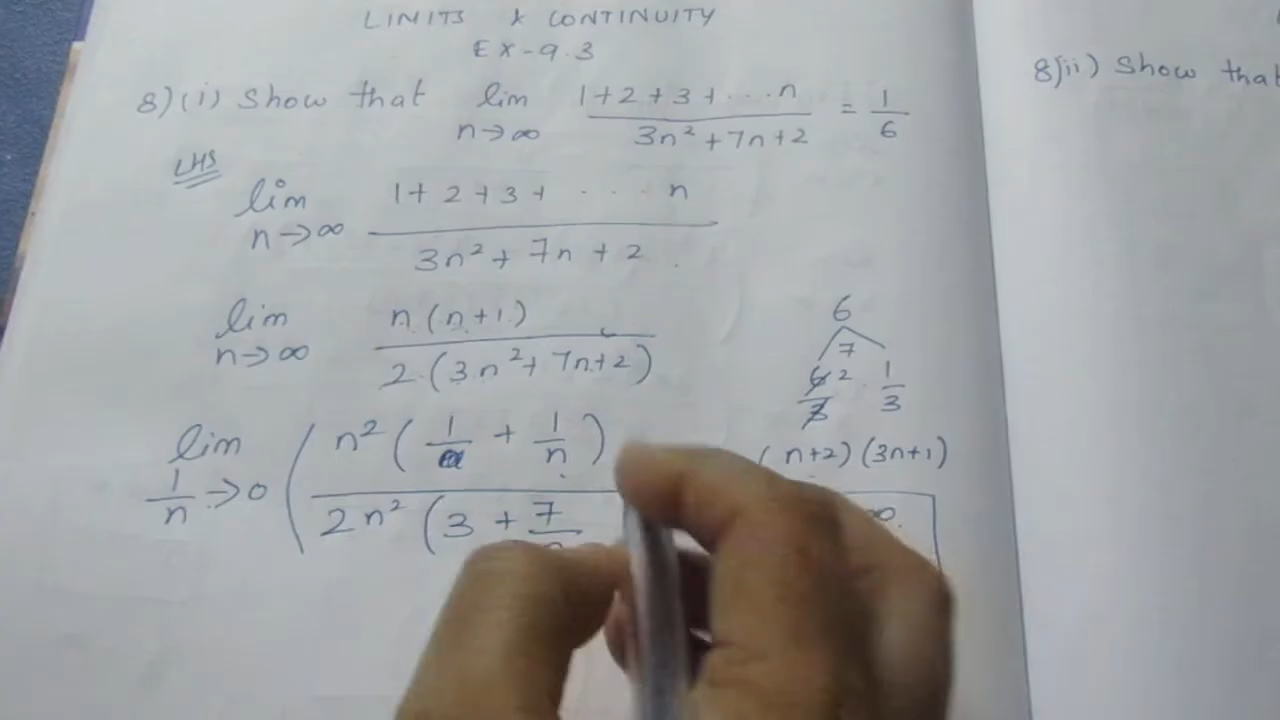 LIMITS & CONTINUITY
EX-9.3
8)(i) Show that lim n→∞ 1+2+3+...n / 3n²+7n+2 = 1/6
8)ii) Show that
LHS
lim n→∞ 1+2+3+ ... n / 3n²+7n+2.
lim n→∞ n(n+1) / 2(3n²+7n+2)
6
7
6 2 1
3 3
(n+2)(3n+1)
lim 1/n→0 ( n²(1/ + 1/n) / 2n²(3+7/
∞.